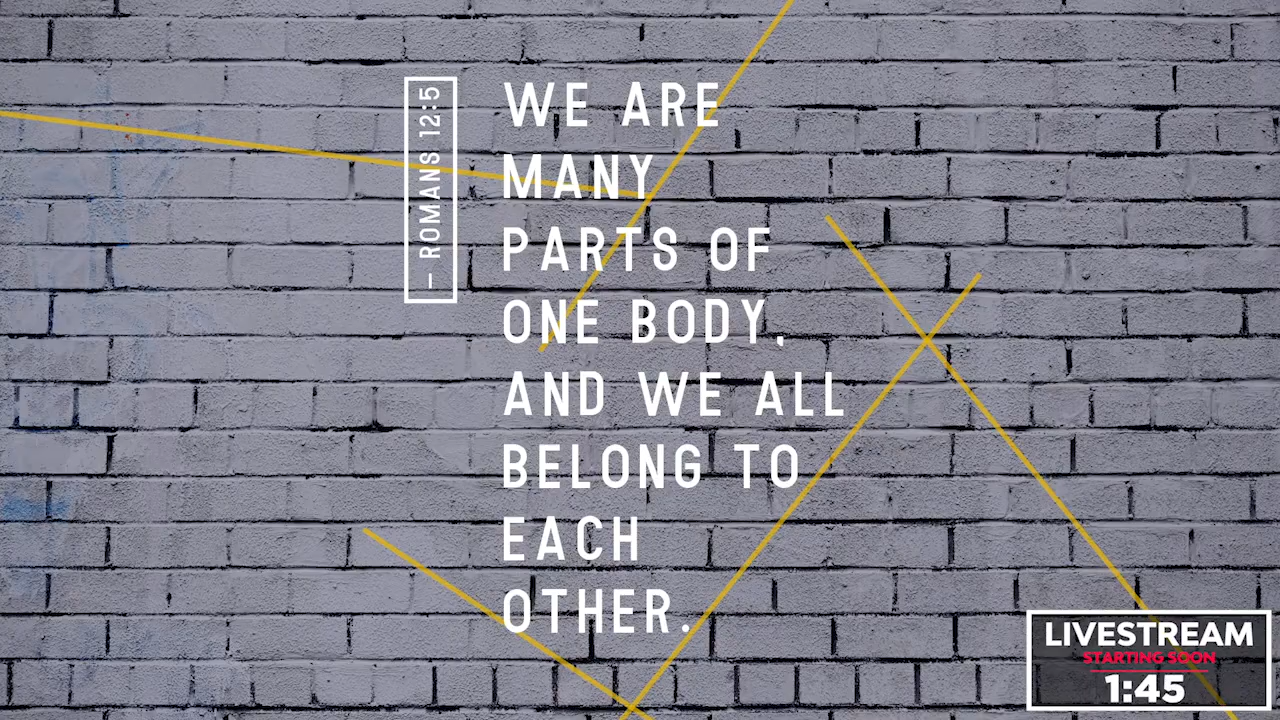 – ROMANS 12:5
WE ARE
MANY
PARTS OF
ONE BODY,
AND WE ALL
BELONG TO
EACH
OTHER.
LIVESTREAM
STARTING SOON
1:45